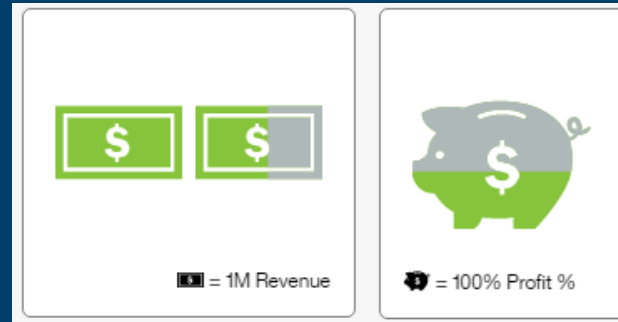 $ $
$
= 1M Revenue
= 100% Profit %